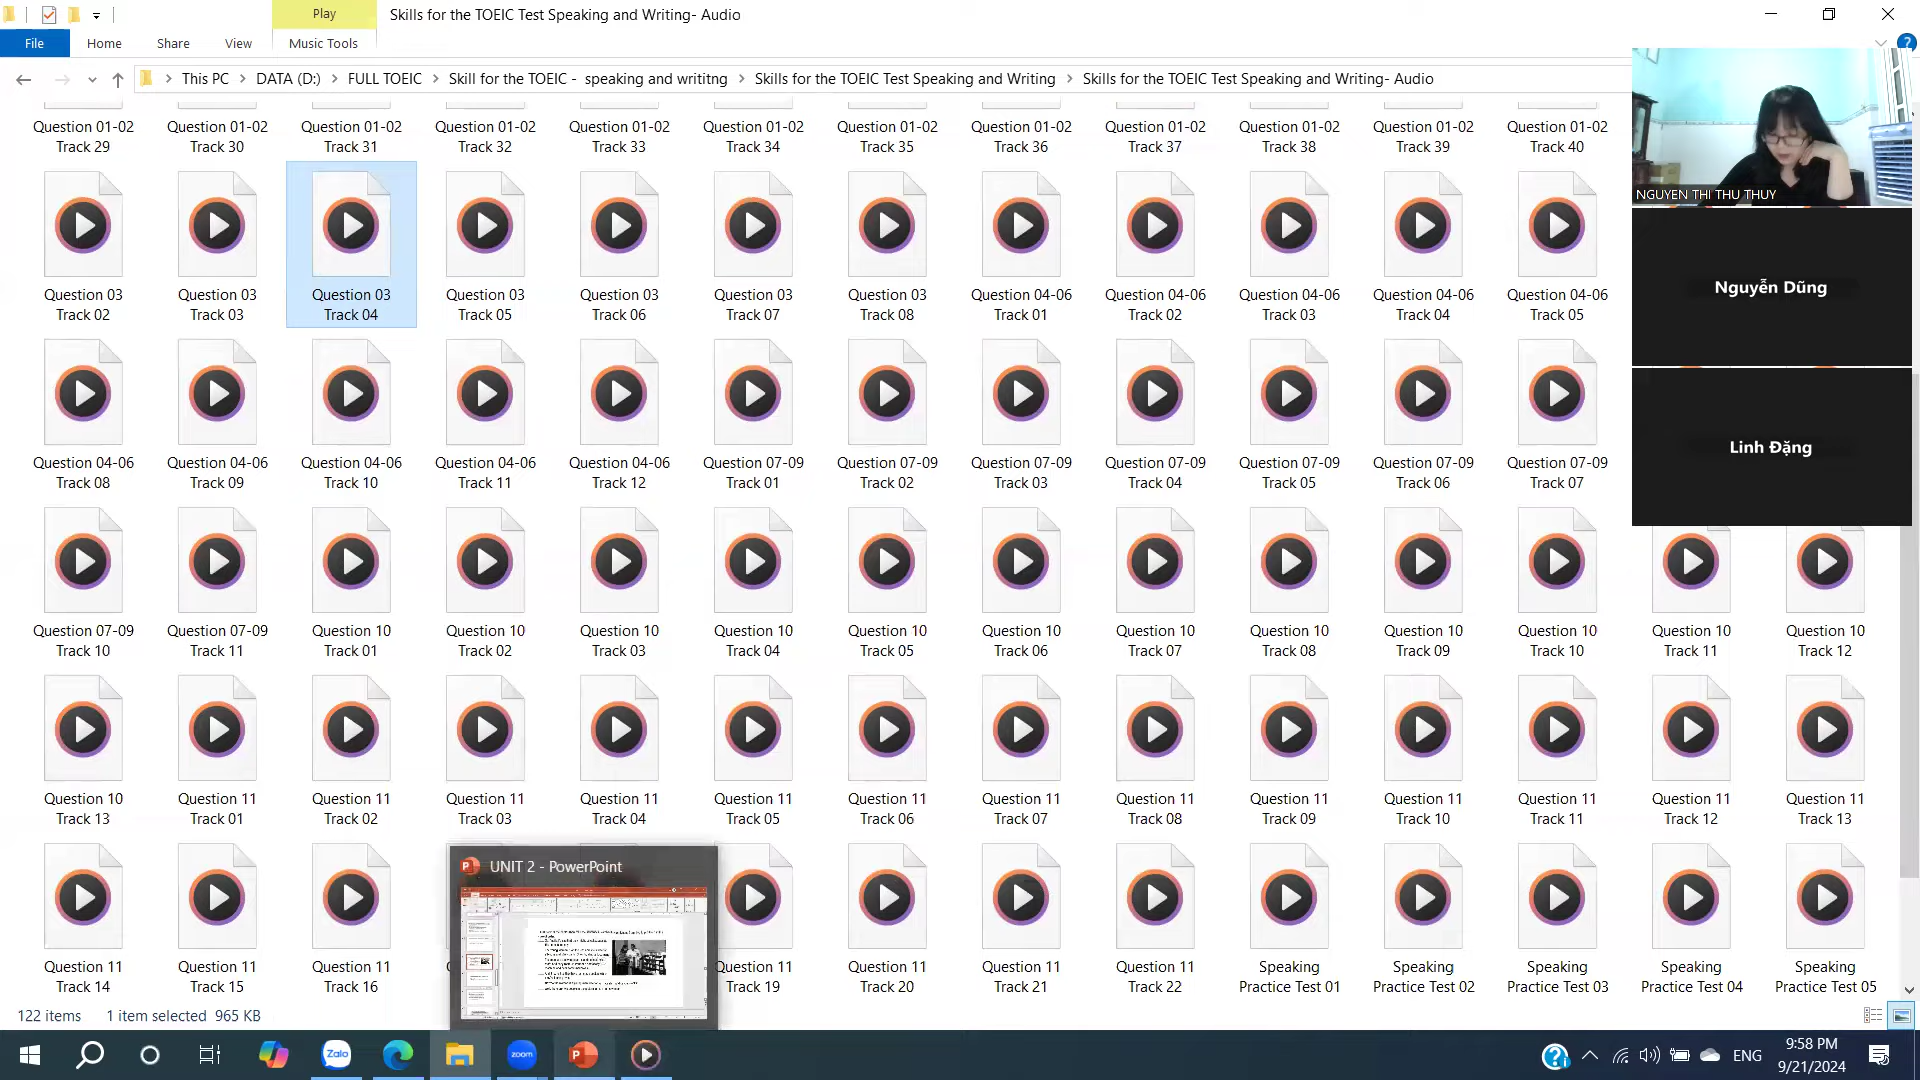 Play
Skills for the TOEIC Test Speaking and Writing- Audio
File
Home
Share
View
Music Tools
This PC > DATA (D:) > FULL TOEIC > Skill for the TOEIC - speaking and writitng > Skills for the TOEIC Test Speaking and Writing > Skills for the TOEIC Test Speaking and Writing- Audio
Question 01-02 Question 01-02 Question 01-02 Question 01-02 Question 01-02 Question 01-02 Question 01-02 Question 01-02 Question 01-02 Question 01-02 Question 01-02 Question 01-02
Track 29 Track 30 Track 31 Track 32 Track 33 Track 34 Track 35 Track 36 Track 37 Track 38 Track 39 Track 40
NGUYEN THI THU THUY
Nguyễn Dũng
Question 03 Question 03 Question 03 Question 03 Question 03 Question 03 Question 03 Question 04-06 Question 04-06 Question 04-06 Question 04-06 Question 04-06
Track 02 Track 03 Track 04 Track 05 Track 06 Track 07 Track 08 Track 01 Track 02 Track 03 Track 04 Track 05
Linh Đặng
Question 04-06 Question 04-06 Question 04-06 Question 04-06 Question 04-06 Question 07-09 Question 07-09 Question 07-09 Question 07-09 Question 07-09 Question 07-09 Question 07-09
Track 08 Track 09 Track 10 Track 11 Track 12 Track 01 Track 02 Track 03 Track 04 Track 05 Track 06 Track 07
Question 07-09 Question 07-09 Question 10 Question 10 Question 10 Question 10 Question 10 Question 10 Question 10 Question 10 Question 10 Question 10 Question 10 Question 10
Track 10 Track 11 Track 01 Track 02 Track 03 Track 04 Track 05 Track 06 Track 07 Track 08 Track 09 Track 10 Track 11 Track 12
Question 10 Question 11 Question 11 Question 11 Question 11 Question 11 Question 11 Question 11 Question 11 Question 11 Question 11 Question 11 Question 11 Question 11
Track 13 Track 01 Track 02 Track 03 Track 04 Track 05 Track 06 Track 07 Track 08 Track 09 Track 10 Track 11 Track 12 Track 13
UNIT 2 - PowerPoint
Question 11 Question 11 Question 11 Question 11 Question 11 Question 11 Question 11 Speaking Speaking Speaking Speaking Speaking
Track 14 Track 15 Track 16 Track 19 Track 20 Track 21 Track 22 Practice Test 01 Practice Test 02 Practice Test 03 Practice Test 04 Practice Test 05
122 items 1 item selected 965 KB
Zalo
zoom
ENG
9:58 PM
9/21/2024